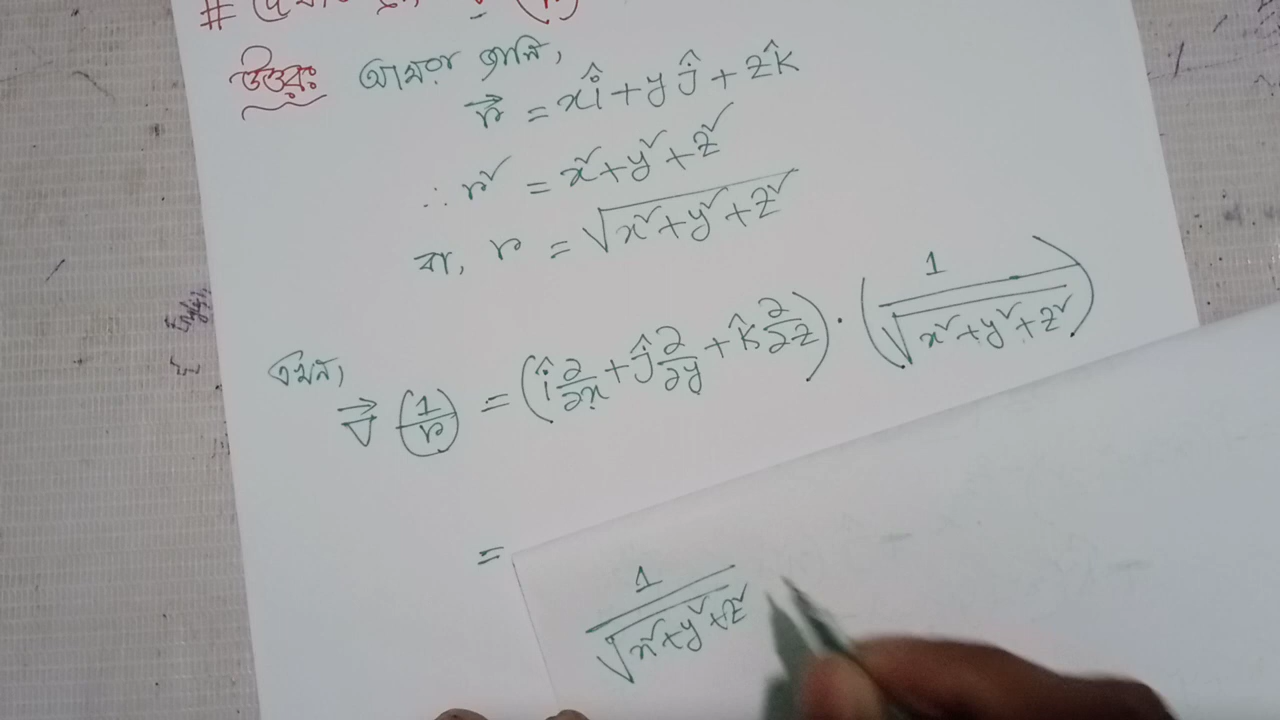 উত্তরঃ আমরা জানি,
r⃗ = xî + yĵ + zk̂
∴ r² = x² + y² + z²
বা, r = √(x² + y² + z²)
এখন,
∇⃗ (1/r) = (î ∂/∂x + ĵ ∂/∂y + k̂ ∂/∂z) · (1/√(x² + y² + z²))
=
1/√(x² + y² + z²)